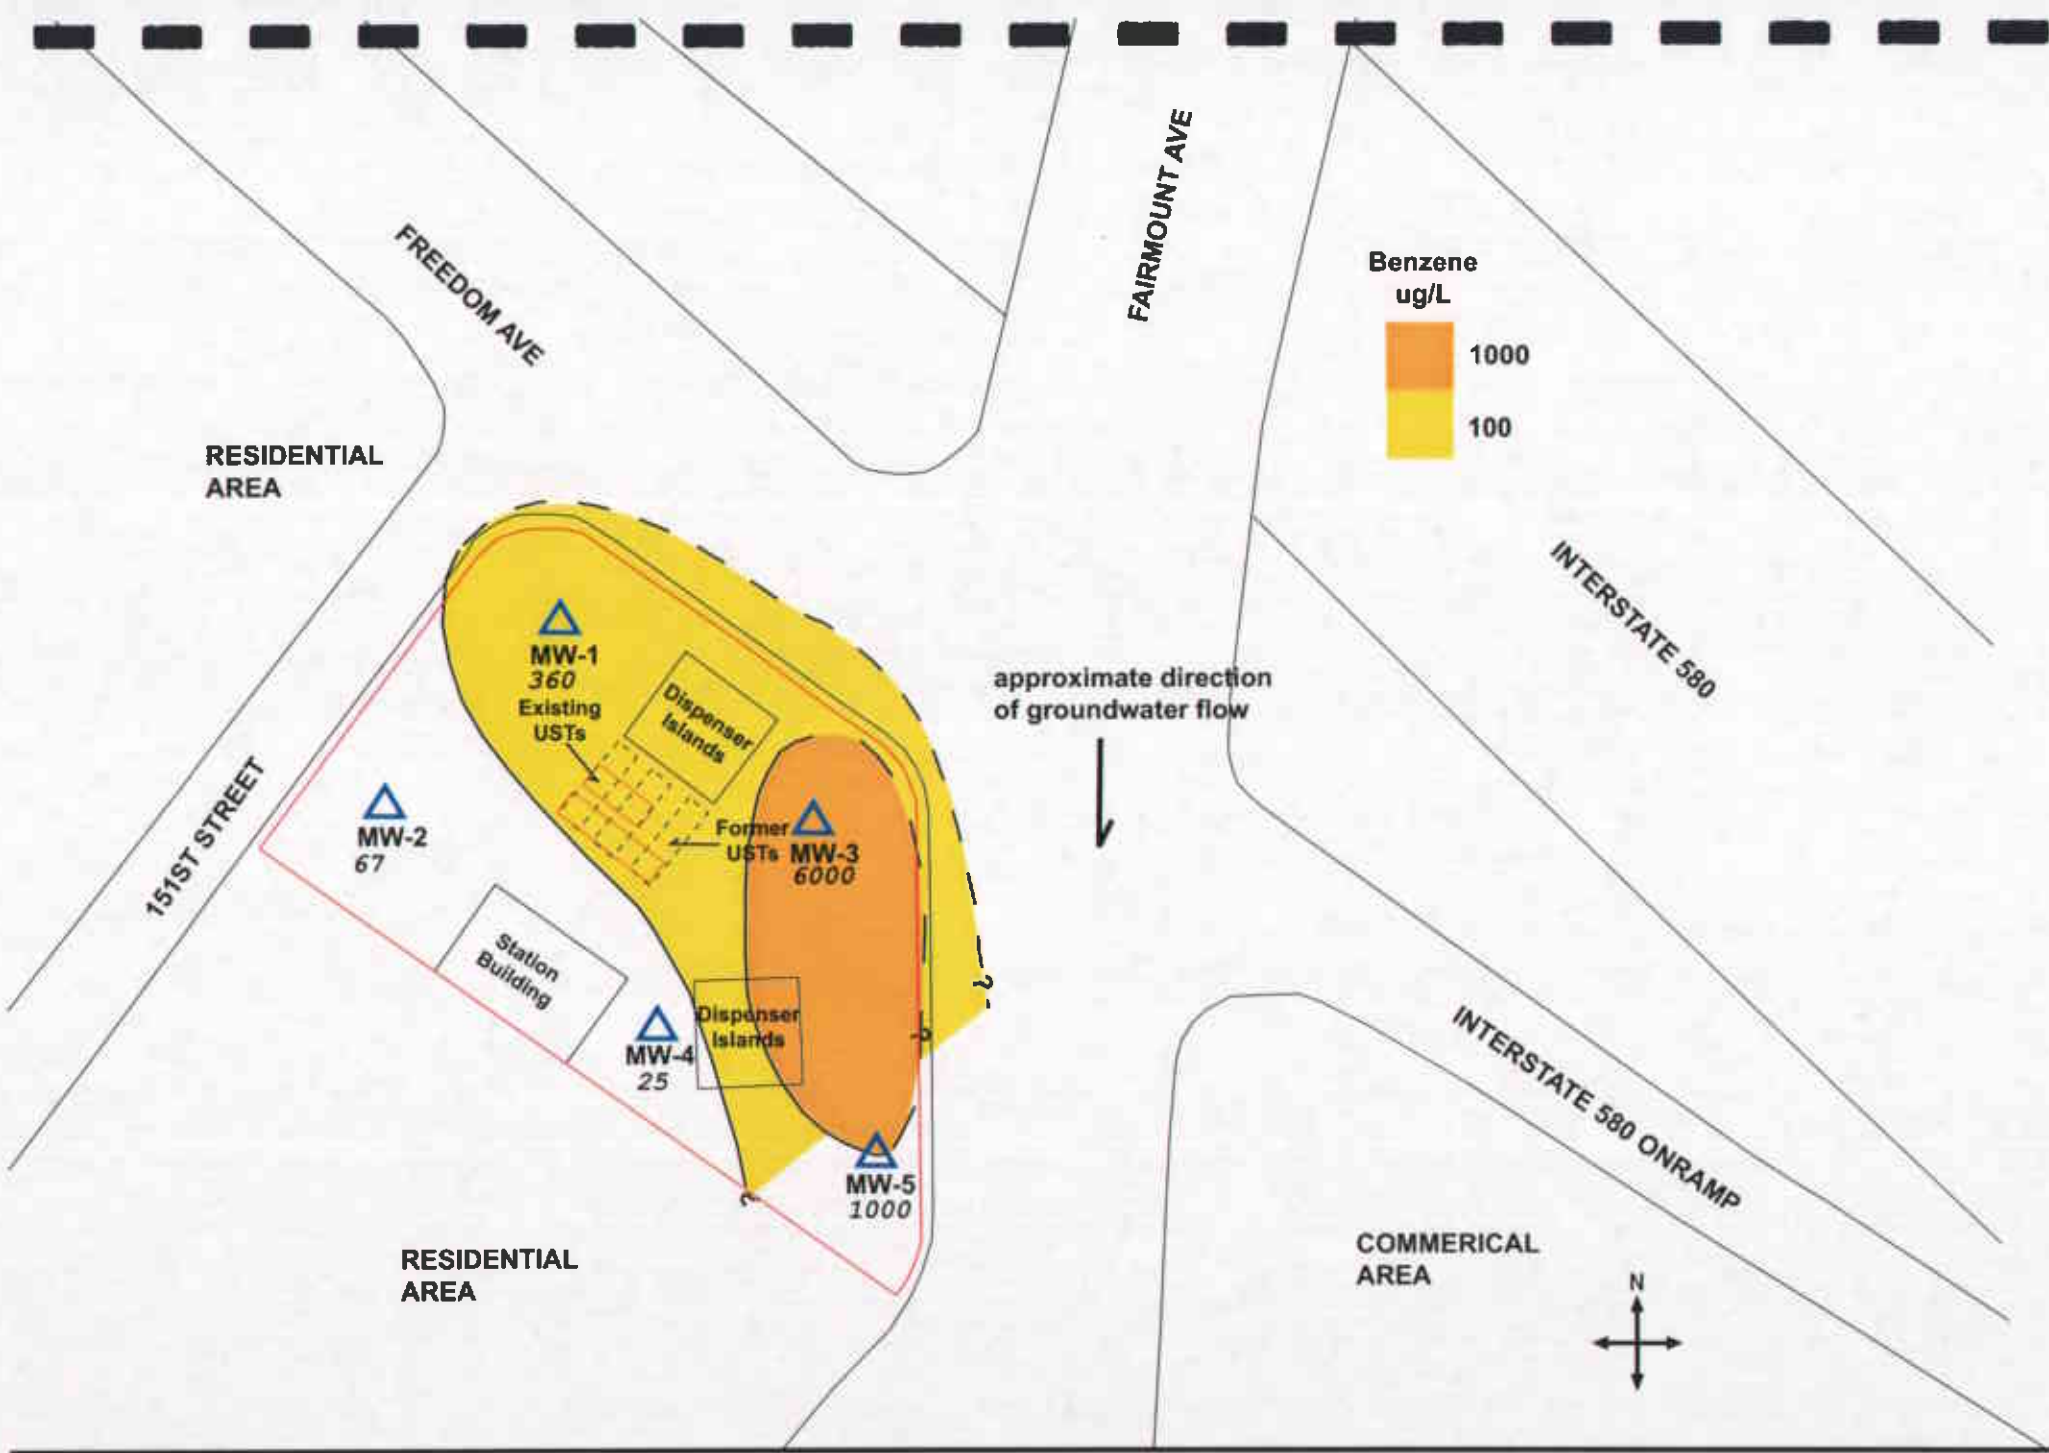 FREEDOM AVE
FAIRMOUNT AVE
Benzene
ug/L
1000
100
RESIDENTIAL
AREA
INTERSTATE 580
MW-1
360
Existing
USTs
Dispenser
Islands
approximate direction
of groundwater flow
151ST STREET
MW-2
67
Former
USTs
MW-3
6000
Station
Building
?
Dispenser
Islands
?
MW-4
25
INTERSTATE 580 ONRAMP
MW-5
1000
?
RESIDENTIAL
AREA
COMMERICAL
AREA
N